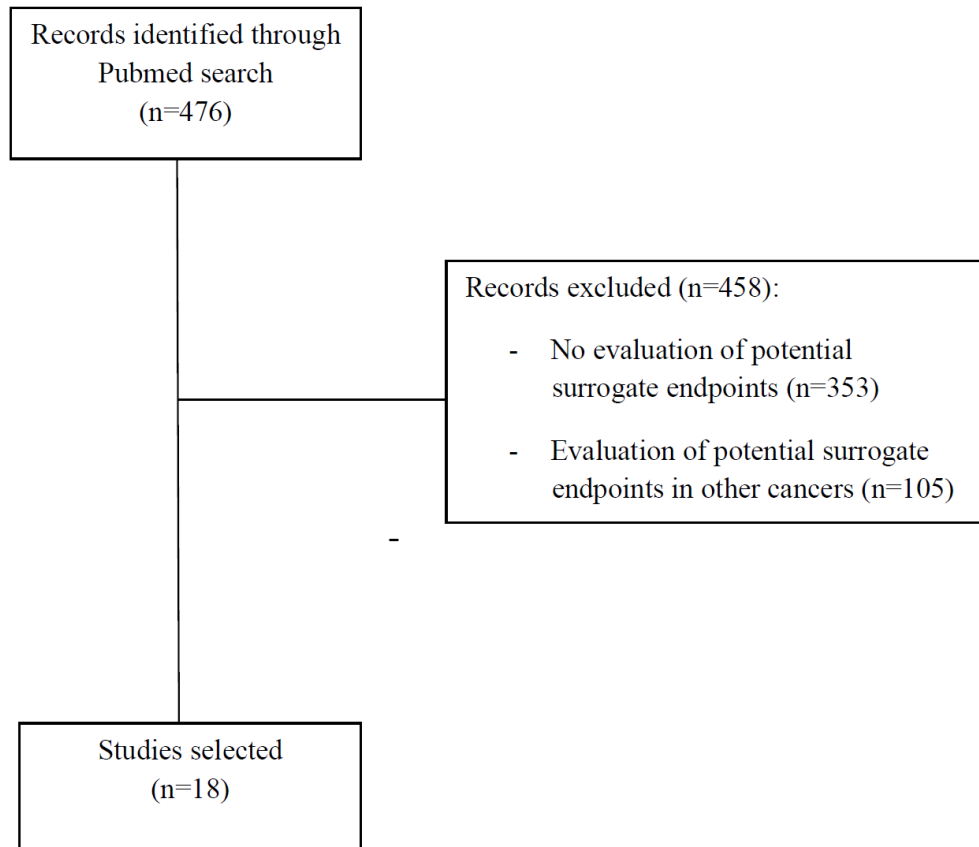 Records identified through
Pubmed search
(n=476)
Records excluded (n=458):
- No evaluation of potential
surrogate endpoints (n=353)
- Evaluation of potential surrogate
endpoints in other cancers (n=105)
-
Studies selected
(n=18)